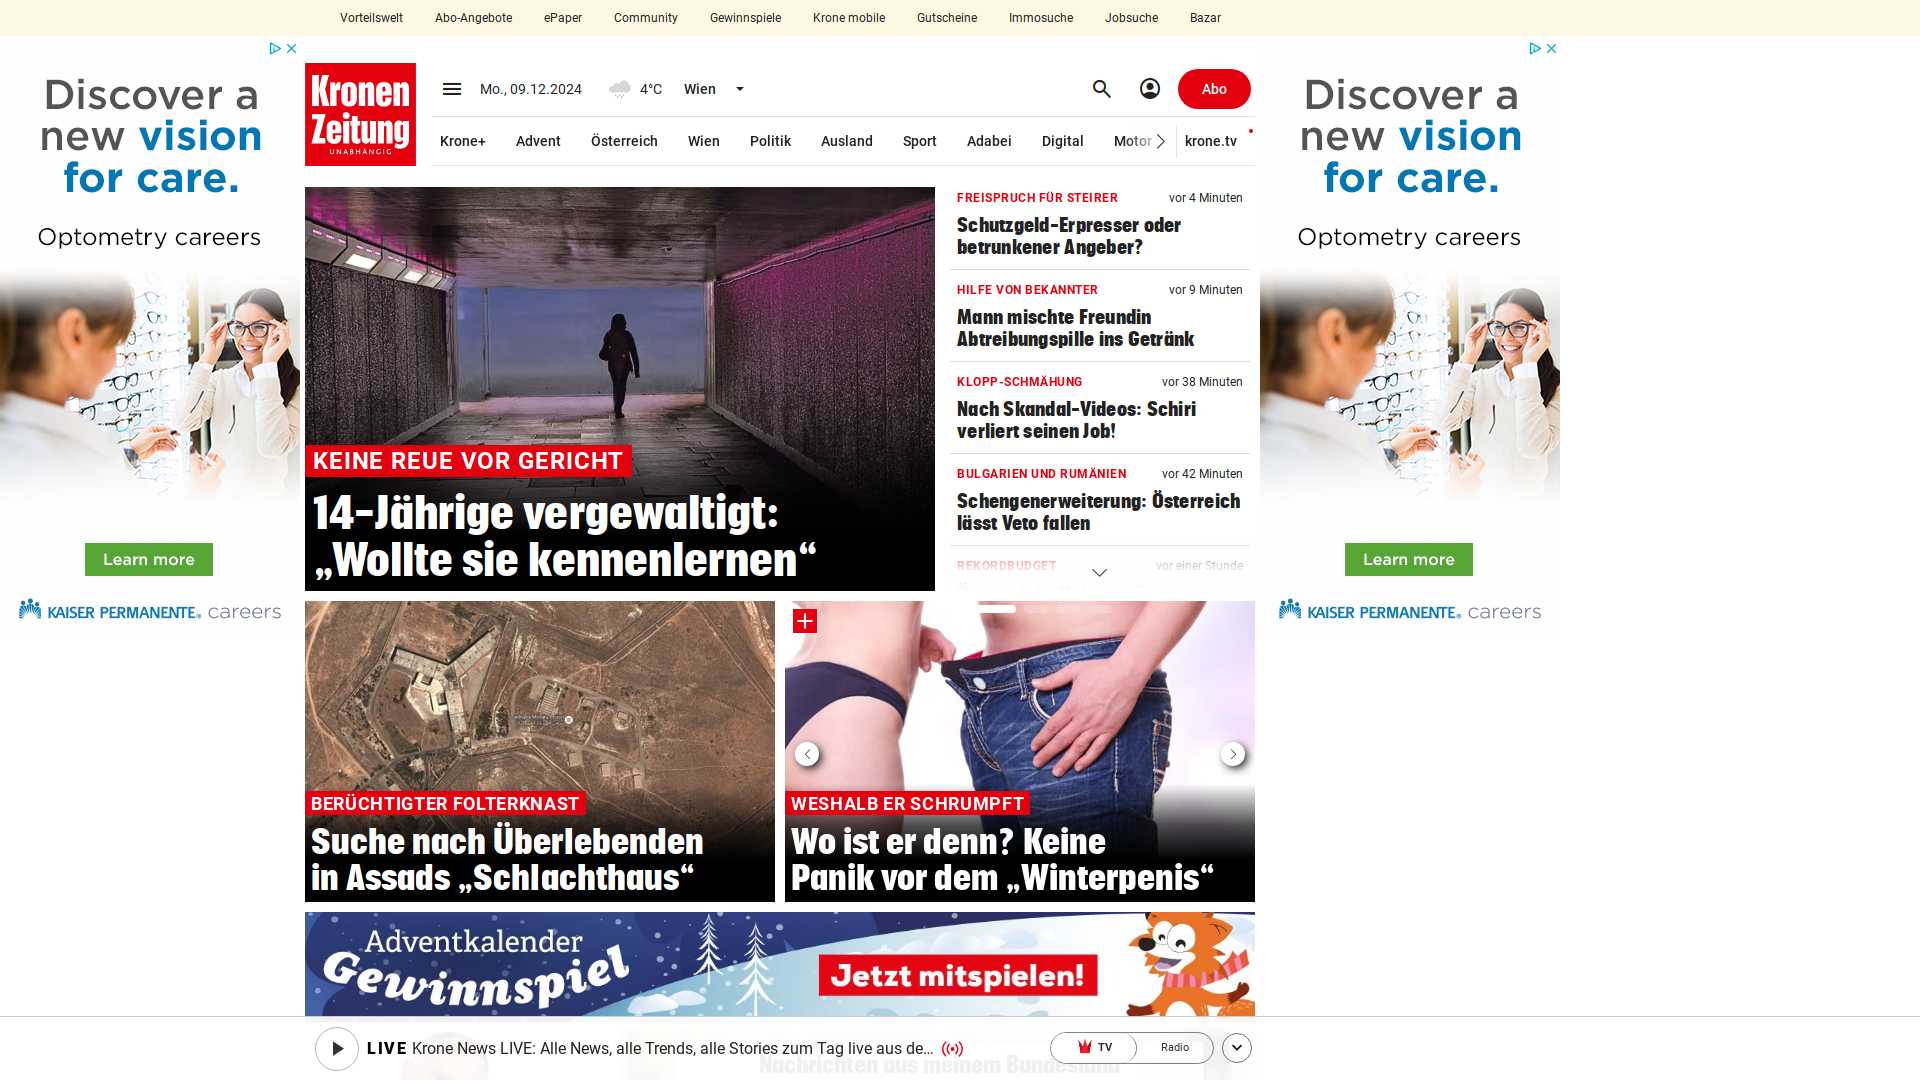 Vorteilswelt Abo-Angebote ePaper Community Gewinnspiele Krone mobile Gutscheine Immosuche Jobsuche Bazar
Discover a
new vision
for care.
Optometry careers
Learn more
KAISER PERMANENTE® careers
Kronen
Zeitung
UNABHÄNGIG
Mo., 09.12.2024 4°C Wien
Abo
Krone+ Advent Österreich Wien Politik Ausland Sport Adabei Digital Motor krone.tv
KEINE REUE VOR GERICHT
14-Jährige vergewaltigt:
„Wollte sie kennenlernen“
FREISPRUCH FÜR STEIRER vor 4 Minuten
Schutzgeld-Erpresser oder
betrunkener Angeber?
HILFE VON BEKANNTER vor 9 Minuten
Mann mischte Freundin
Abtreibungspille ins Getränk
KLOPP-SCHMÄHUNG vor 38 Minuten
Nach Skandal-Videos: Schiri
verliert seinen Job!
BULGARIEN UND RUMÄNIEN vor 42 Minuten
Schengenerweiterung: Österreich
lässt Veto fallen
REKORDBUDGET vor einer Stunde
BERÜCHTIGTER FOLTERKNAST
Suche nach Überlebenden
in Assads „Schlachthaus“
WESHALB ER SCHRUMPFT
Wo ist er denn? Keine
Panik vor dem „Winterpenis“
Adventkalender
Gewinnspiel
Jetzt mitspielen!
LIVE Krone News LIVE: Alle News, alle Trends, alle Stories zum Tag live aus de...
TV Radio
Nachrichten aus meinem Bundesland
Discover a
new vision
for care.
Optometry careers
Learn more
KAISER PERMANENTE® careers